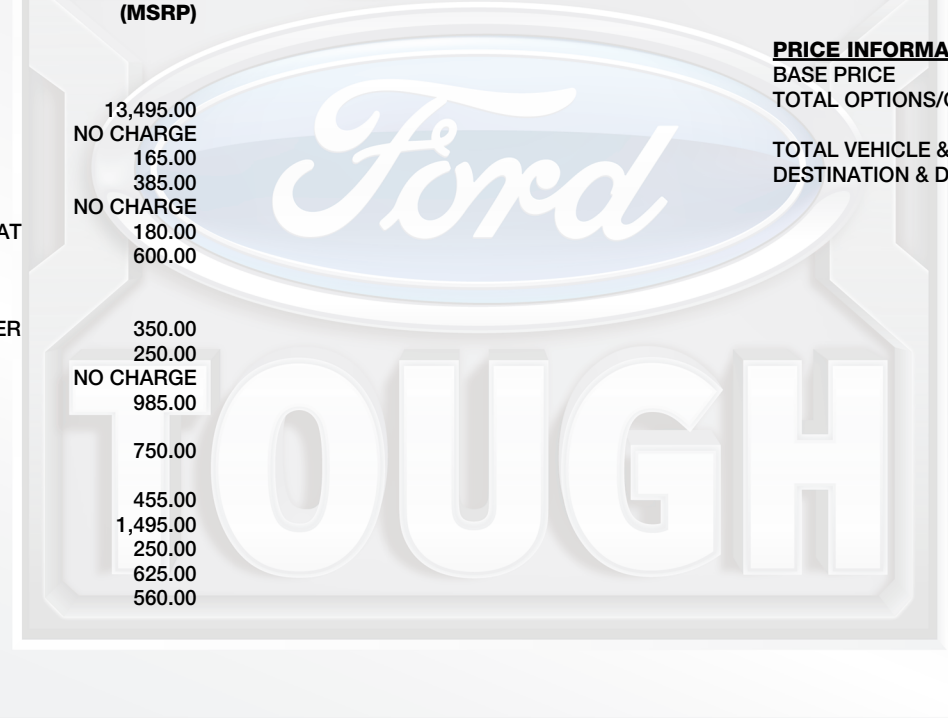 (MSRP)
13,495.00
NO CHARGE
165.00
385.00
NO CHARGE
AT 180.00
600.00
ER 350.00
250.00
NO CHARGE
985.00
750.00
455.00
1,495.00
250.00
625.00
560.00
PRICE INFORMA
BASE PRICE
TOTAL OPTIONS/
TOTAL VEHICLE &
DESTINATION & D
Ford
TOUGH